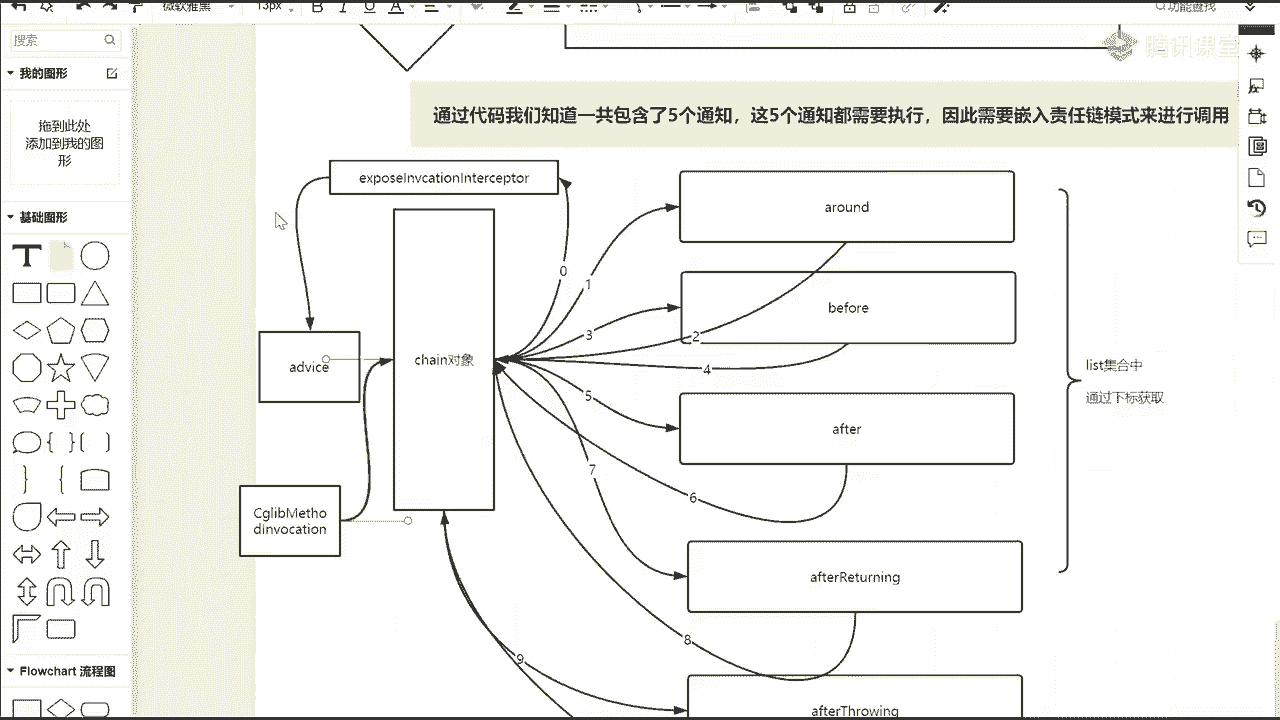 微软雅黑
13px
B I U A
功能查找
腾讯课堂
搜索
我的图形
拖到此处
添加到我的图
形
基础图形
T
Flowchart 流程图
通过代码我们知道一共包含了5个通知，这5个通知都需要执行，因此需要嵌入责任链模式来进行调用
exposeInvcationInterceptor
around
0
1
before
3
2
chain对象
advice
4
list集合中
5
通过下标获取
after
7
6
CglibMetho
dinvocation
afterReturning
8
9
afterThrowing